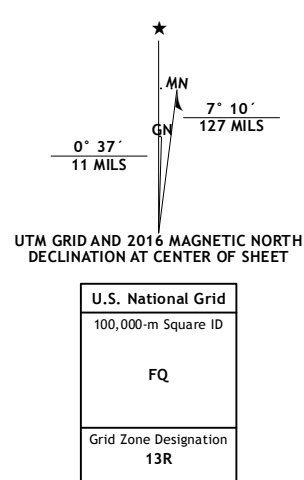 ★
MN
7° 10´
127 MILS
GN
0° 37´
11 MILS
UTM GRID AND 2016 MAGNETIC NORTH
DECLINATION AT CENTER OF SHEET
U.S. National Grid
100,000-m Square ID
FQ
Grid Zone Designation
13R